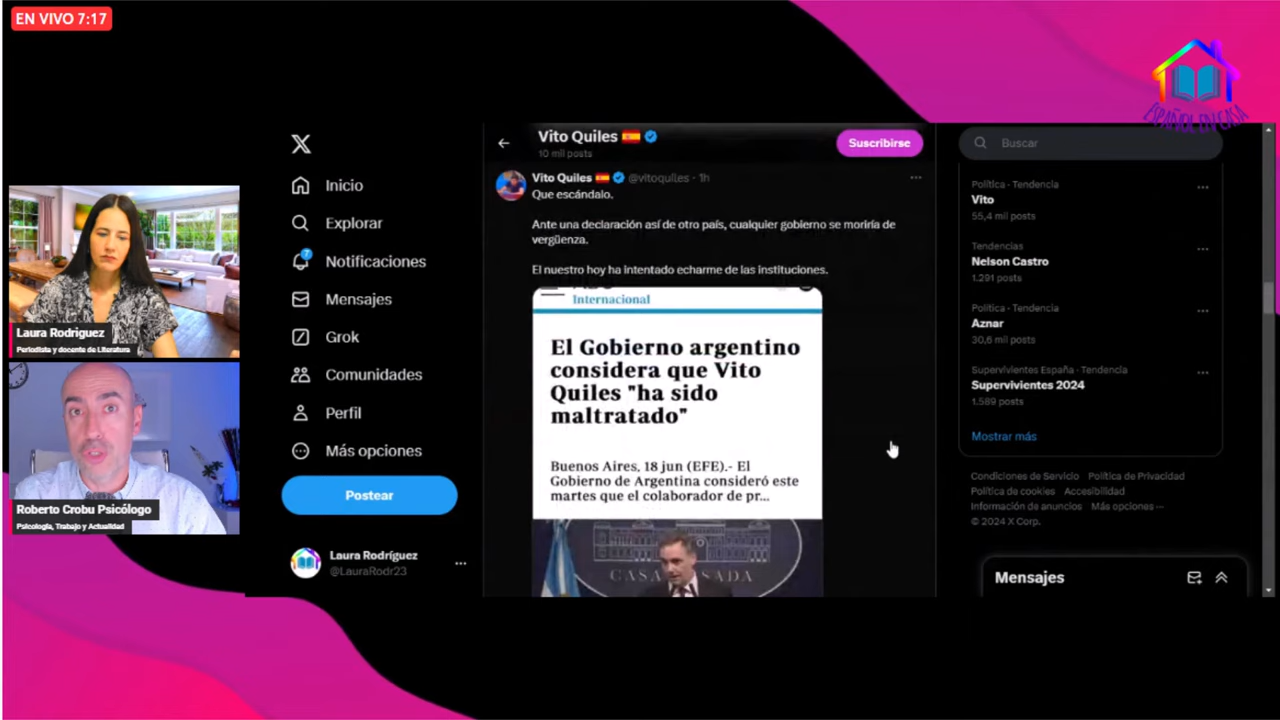 EN VIVO 7:17
ESPAÑOL EN CASA
Laura Rodriguez
Periodista y docente de Literatura
Roberto Crobu Psicólogo
Psicología, Trabajo y Actualidad
Inicio
Explorar
7
Notificaciones
Mensajes
Grok
Comunidades
Perfil
Más opciones
Postear
Laura Rodríguez
@LauraRodr23
Vito Quiles
10 mil posts
Suscribirse
Vito Quiles @vitoquiles · 1h
Que escándalo.
Ante una declaración así de otro país, cualquier gobierno se moriría de
vergüenza.
El nuestro hoy ha intentado echarme de las instituciones.
Internacional
El Gobierno argentino
considera que Vito
Quiles "ha sido
maltratado"
Buenos Aires, 18 jun (EFE).- El
Gobierno de Argentina consideró este
martes que el colaborador de pr...
CASA ROSADA
Buscar
Política · Tendencia
Vito
55,4 mil posts
Tendencias
Nelson Castro
1.291 posts
Política · Tendencia
Aznar
30,6 mil posts
Supervivientes España · Tendencia
Supervivientes 2024
1.589 posts
Mostrar más
Condiciones de Servicio Política de Privacidad
Política de cookies Accesibilidad
Información de anuncios Más opciones ···
© 2024 X Corp.
Mensajes